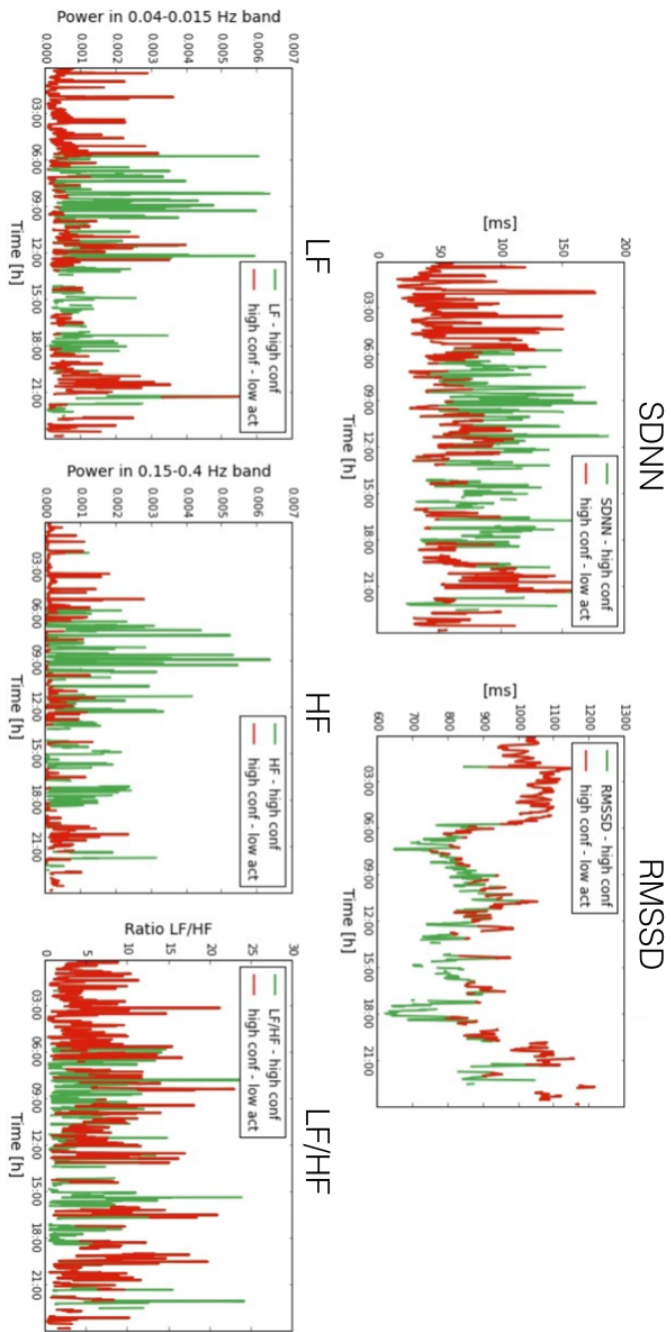 SDNN
[ms]
200
150
100
50
0
SDNN - high conf
high conf - low act
03:00
06:00
09:00
12:00
15:00
18:00
21:00
Time [h]
RMSSD
[ms]
1300
1200
1100
1000
900
800
700
600
RMSSD - high conf
high conf - low act
03:00
06:00
09:00
12:00
15:00
18:00
21:00
Time [h]
LF
Power in 0.04-0.015 Hz band
0.007
0.006
0.005
0.004
0.003
0.002
0.001
0.000
LF - high conf
high conf - low act
03:00
06:00
09:00
12:00
15:00
18:00
21:00
Time [h]
HF
Power in 0.15-0.4 Hz band
0.007
0.006
0.005
0.004
0.003
0.002
0.001
0.000
HF - high conf
high conf - low act
03:00
06:00
09:00
12:00
15:00
18:00
21:00
Time [h]
LF/HF
Ratio LF/HF
30
25
20
15
10
5
0
LF/HF - high conf
high conf - low act
03:00
06:00
09:00
12:00
15:00
18:00
21:00
Time [h]